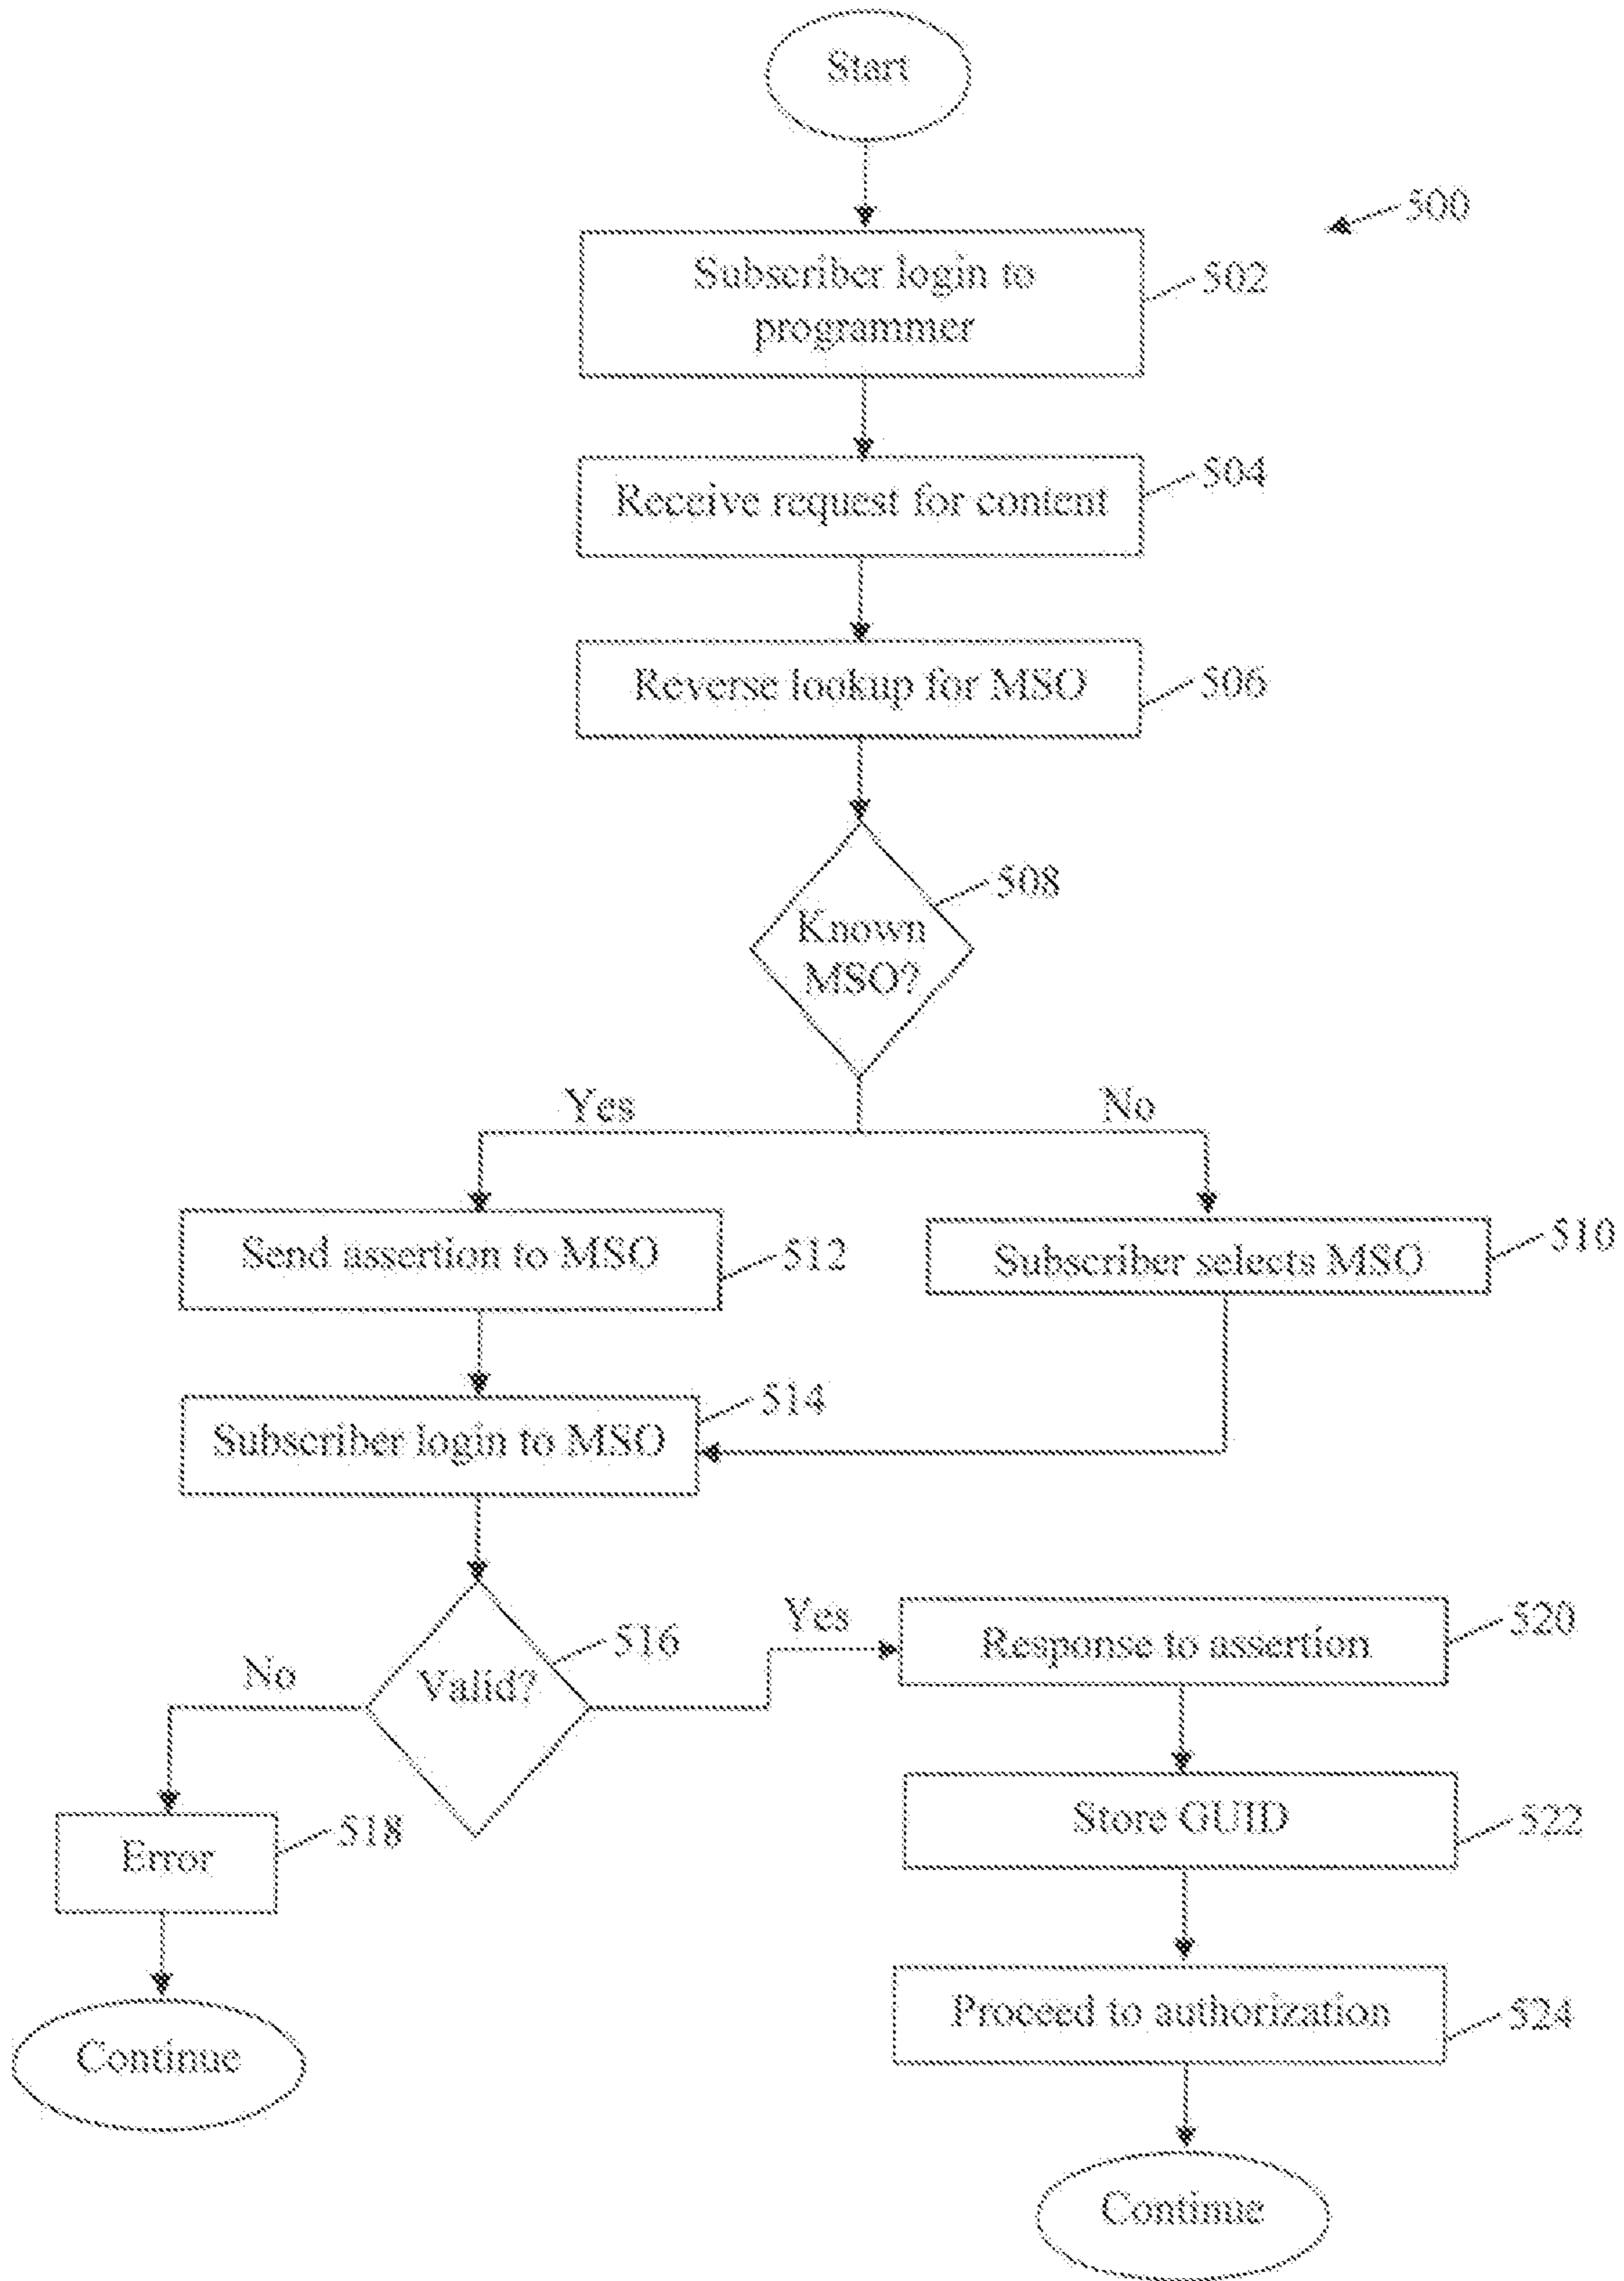 Start
500
Subscriber login to
programmer
502
Receive request for content
504
Reverse lookup for MSO
506
Known
MSO?
508
Yes
No
Send assertion to MSO
512
Subscriber selects MSO
510
Subscriber login to MSO
514
Valid?
516
No
Yes
Response to assertion
520
Error
518
Store GUID
522
Continue
Proceed to authorization
524
Continue